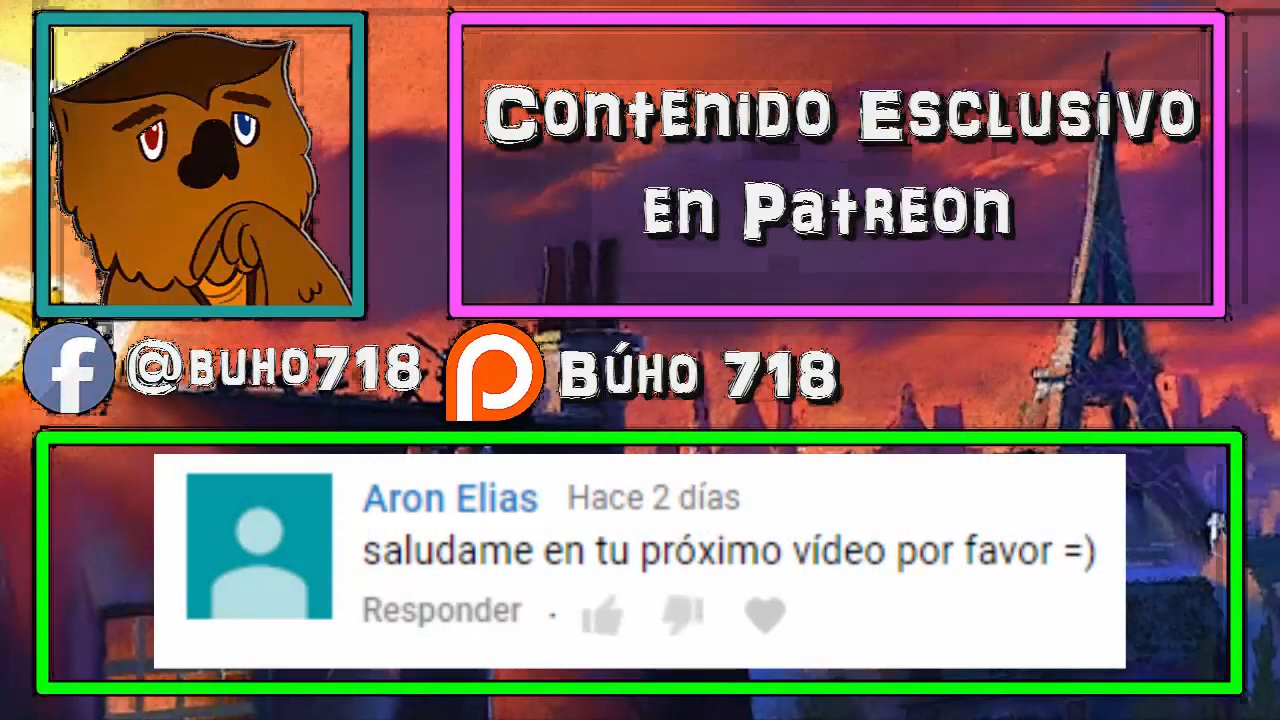 Contenido Esclusivo
en Patreon
@buho718
Búho 718
Aron Elias Hace 2 días
saludame en tu próximo vídeo por favor =)
Responder ·